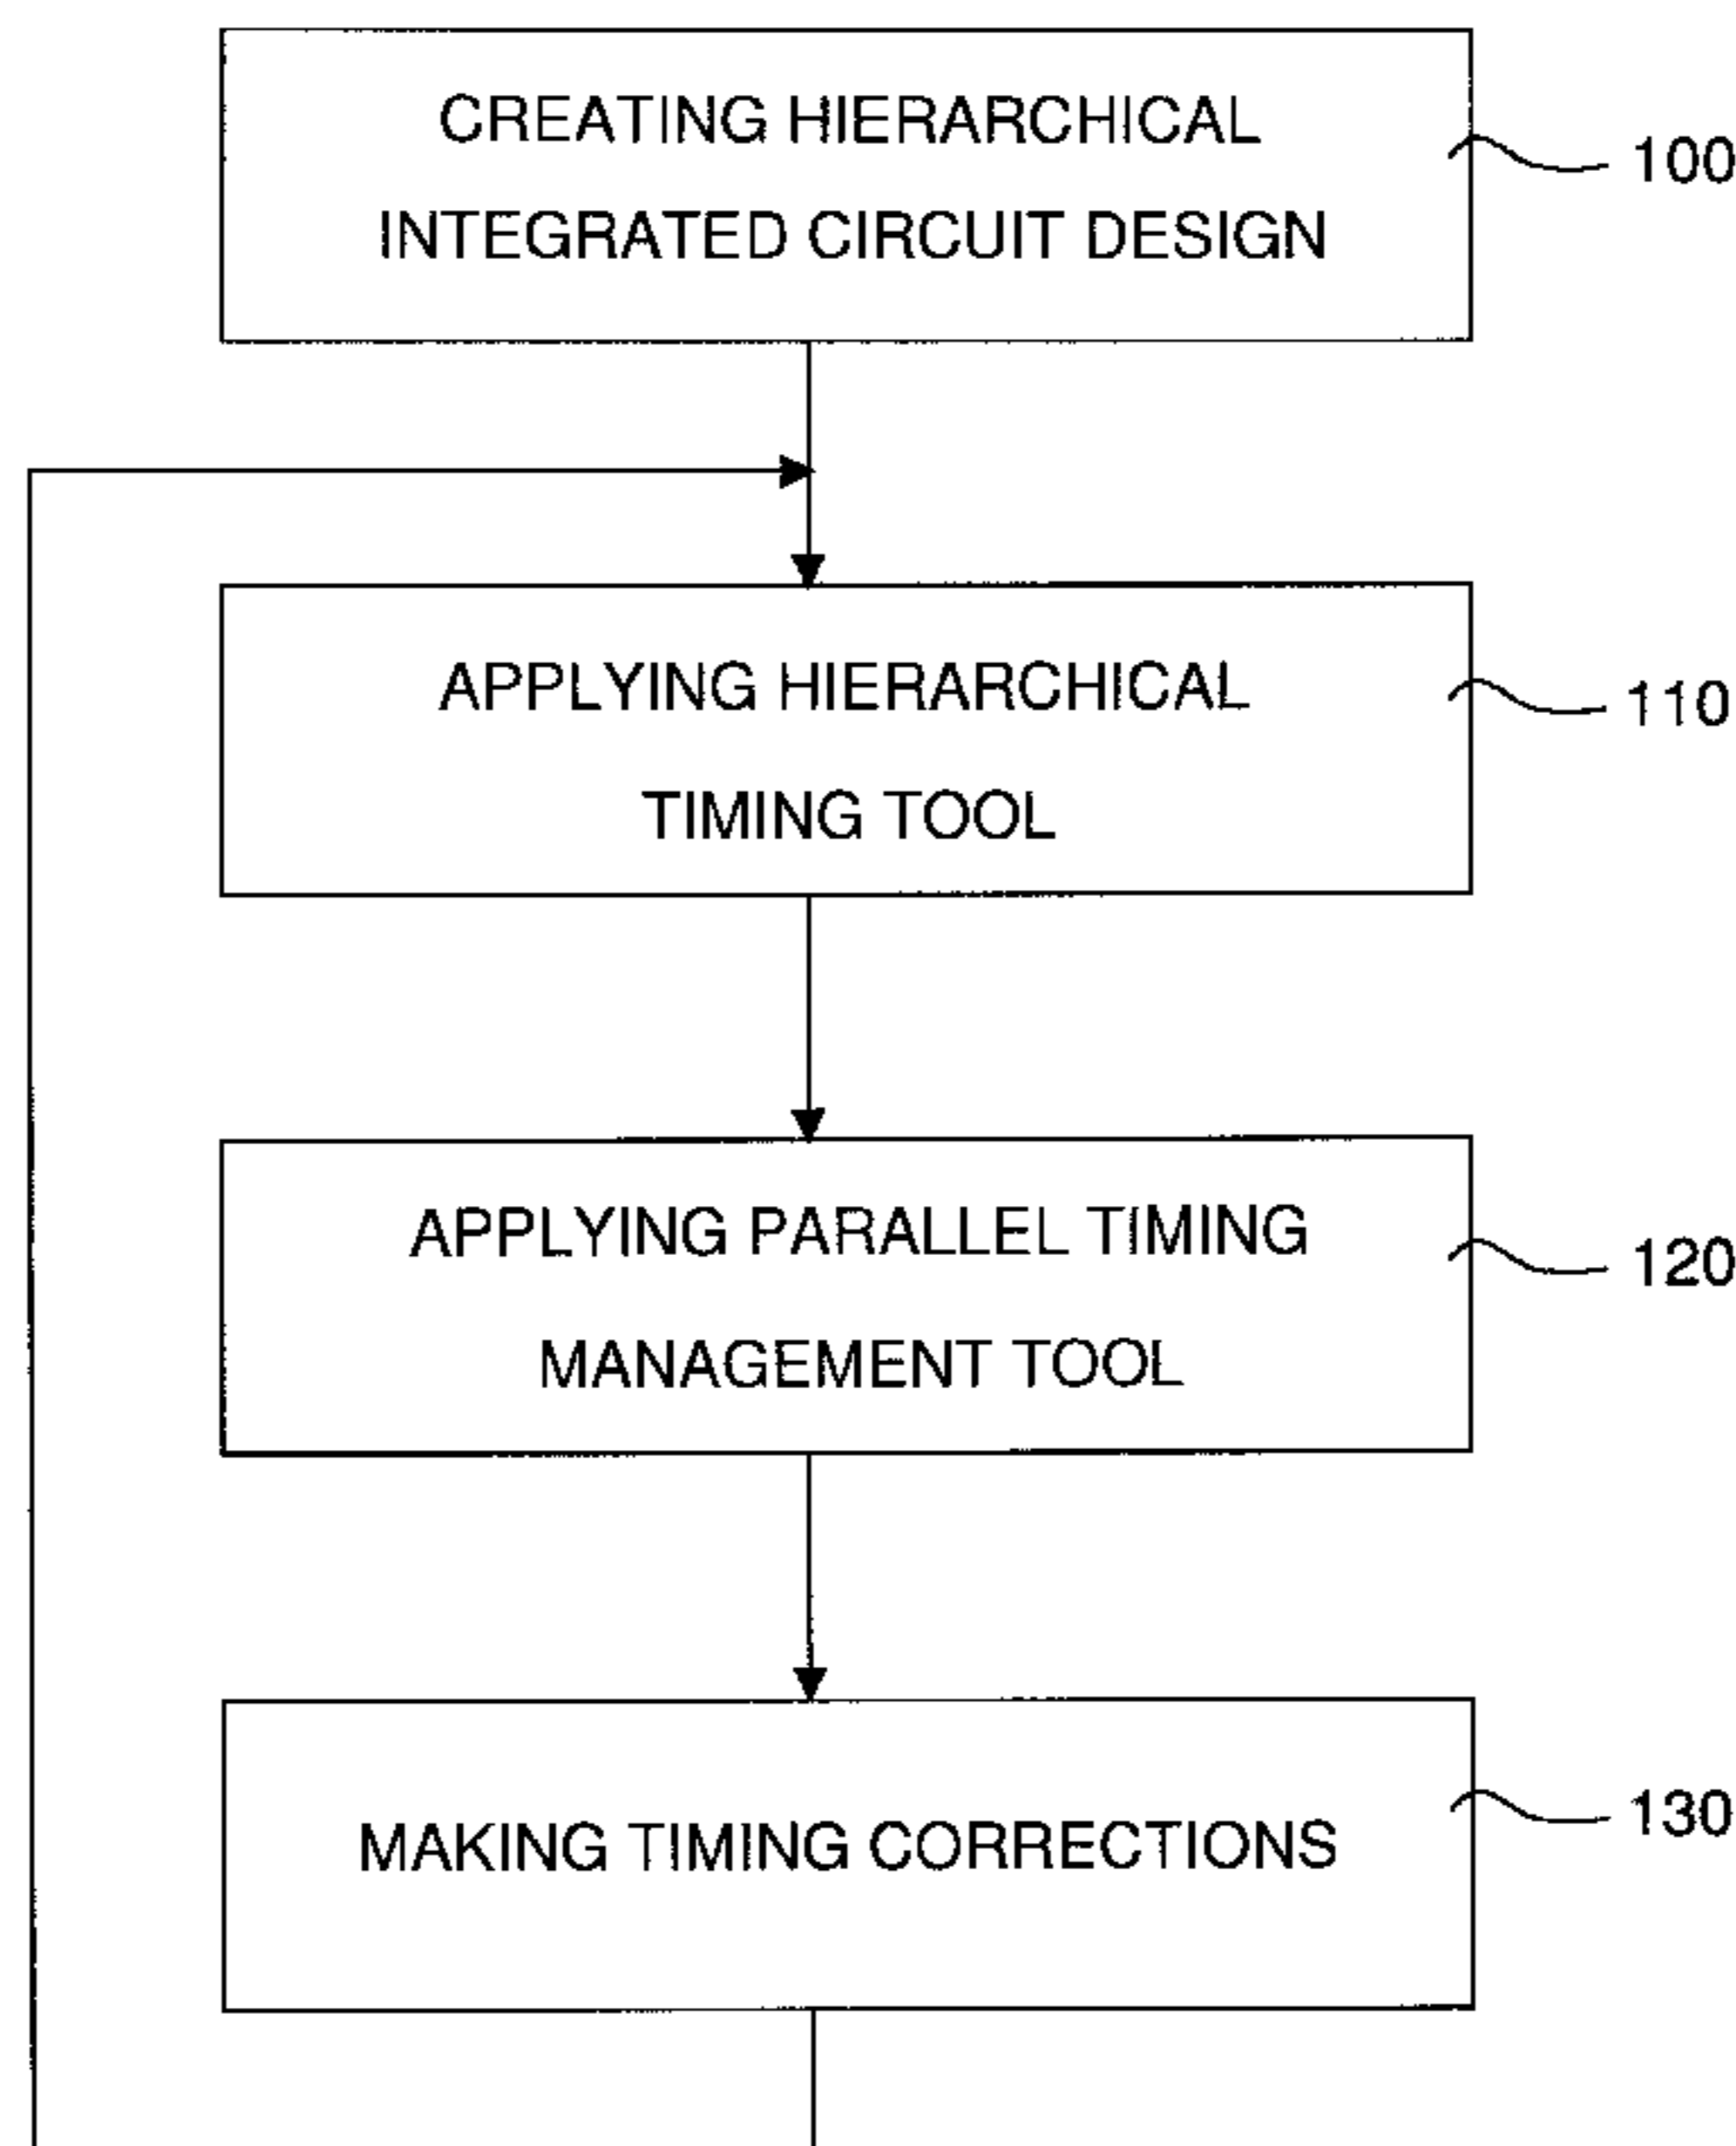 CREATING HIERARCHICAL
INTEGRATED CIRCUIT DESIGN
100
APPLYING HIERARCHICAL
TIMING TOOL
110
APPLYING PARALLEL TIMING
MANAGEMENT TOOL
120
MAKING TIMING CORRECTIONS
130